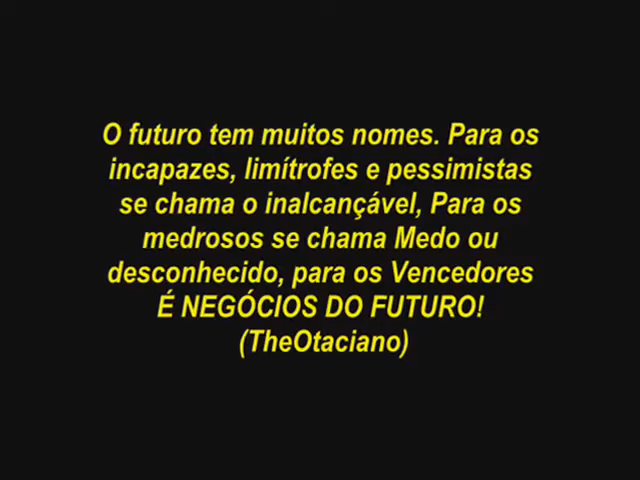 O futuro tem muitos nomes. Para os
incapazes, limítrofes e pessimistas
se chama o inalcançável, Para os
medrosos se chama Medo ou
desconhecido, para os Vencedores
É NEGÓCIOS DO FUTURO!
(TheOtaciano)